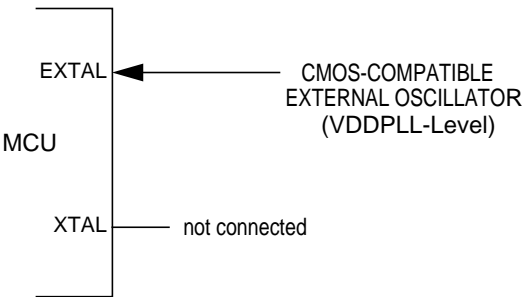 EXTAL
CMOS-COMPATIBLE
EXTERNAL OSCILLATOR
(VDDPLL-Level)
MCU
XTAL
not connected